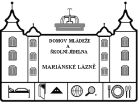 DOMOV MLÁDEŽE
A
ŠKOLNÍ JÍDELNA
MARIÁNSKÉ LÁZNĚ